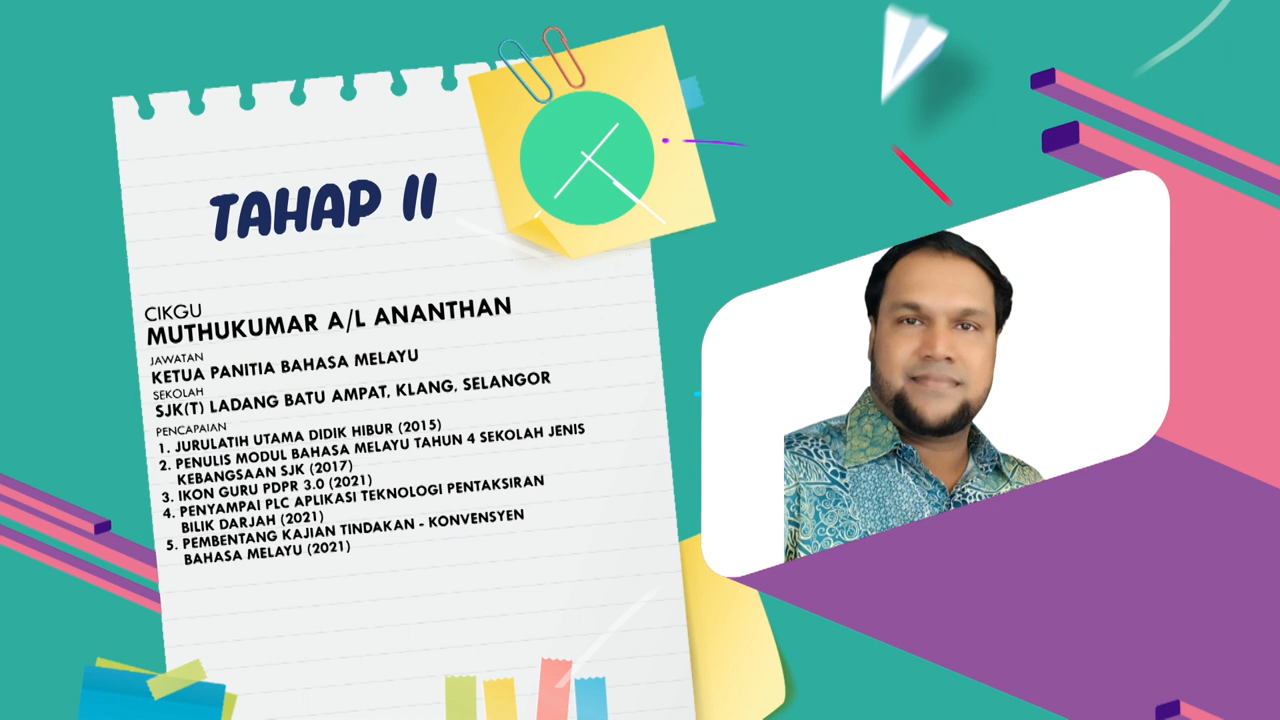 TAHAP II
CIKGU
MUTHUKUMAR A/L ANANTHAN
JAWATAN
KETUA PANITIA BAHASA MELAYU
SEKOLAH
SJK(T) LADANG BATU AMPAT, KLANG, SELANGOR
PENCAPAIAN
1. JURULATIH UTAMA DIDIK HIBUR (2015)
2. PENULIS MODUL BAHASA MELAYU TAHUN 4 SEKOLAH JENIS
KEBANGSAAN SJK (2017)
3. IKON GURU PDPR 3.0 (2021)
4. PENYAMPAI PLC APLIKASI TEKNOLOGI PENTAKSIRAN
BILIK DARJAH (2021)
5. PEMBENTANG KAJIAN TINDAKAN - KONVENSYEN
BAHASA MELAYU (2021)